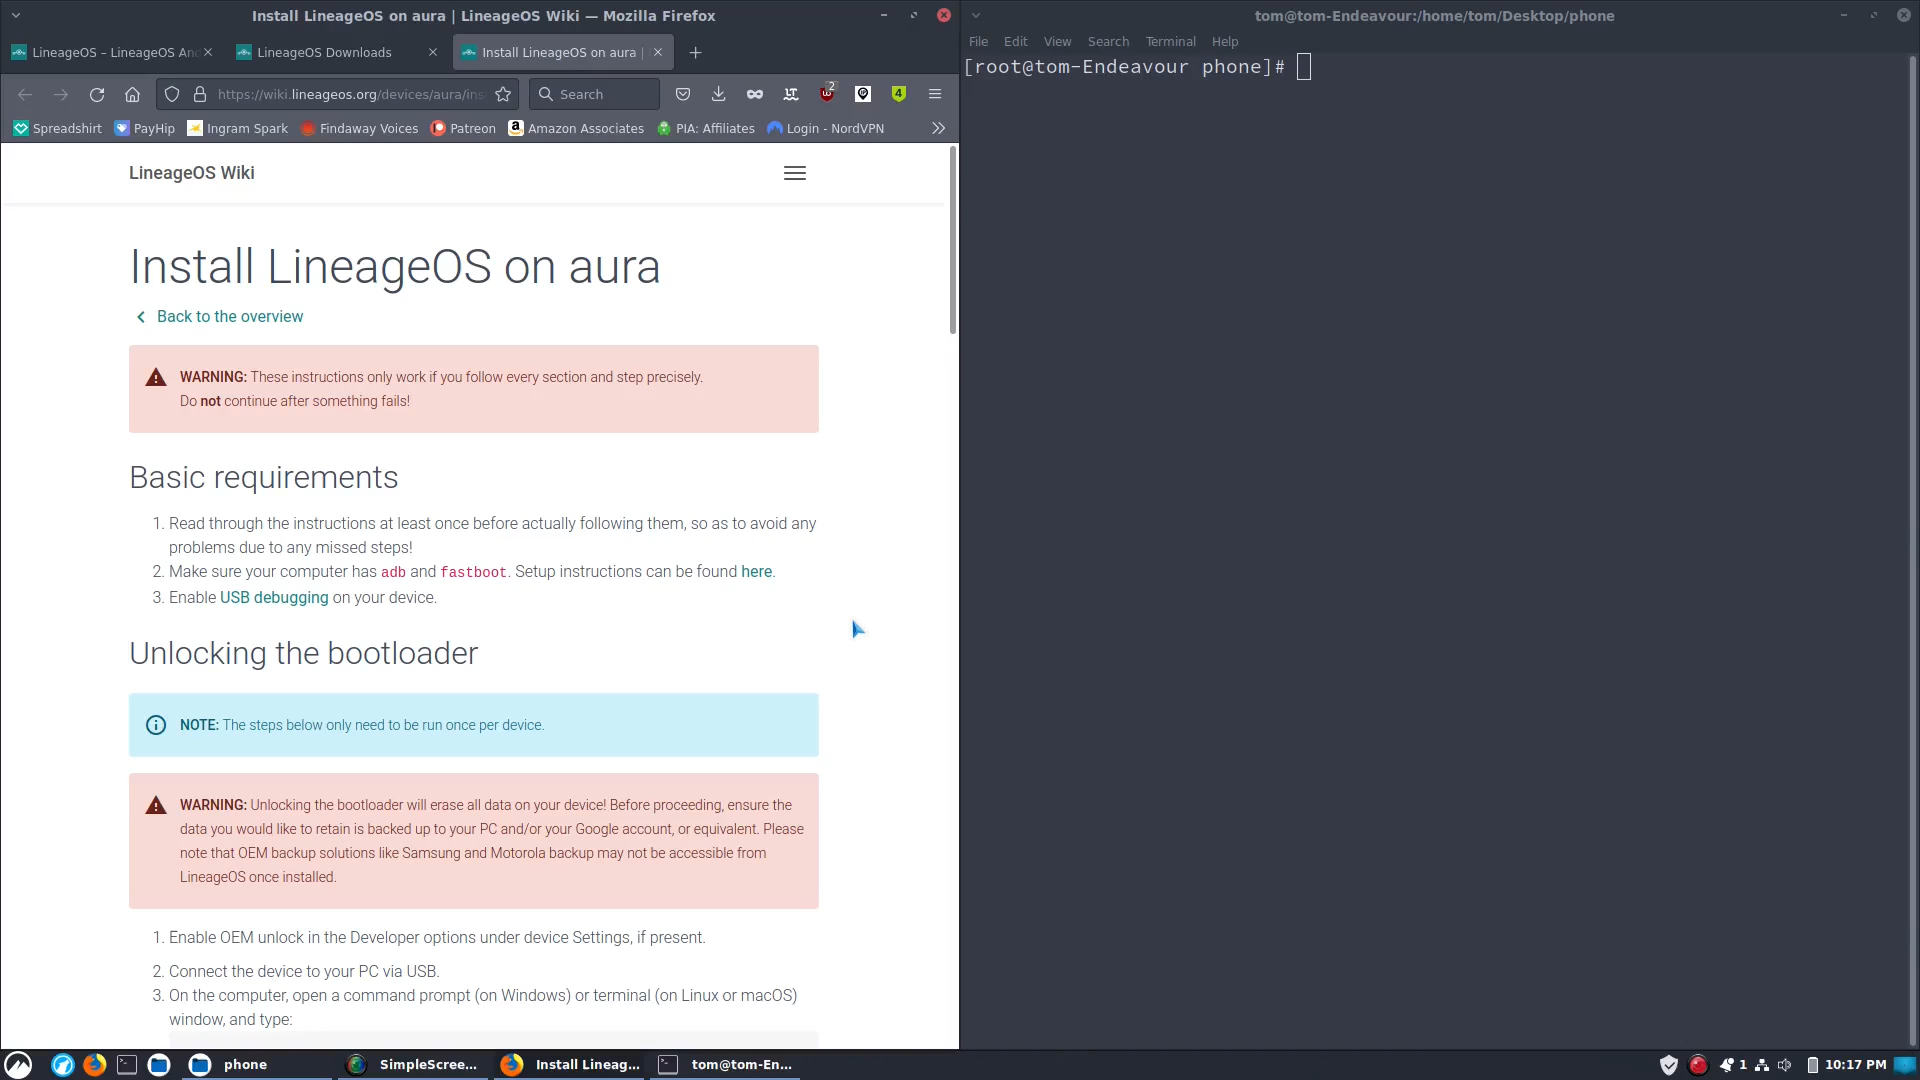 Install LineageOS on aura | LineageOS Wiki — Mozilla Firefox
LineageOS – LineageOS An
LineageOS Downloads
Install LineageOS on aura |
https://wiki.lineageos.org/devices/aura/ins
Search
2
4
Spreadshirt
PayHip
Ingram Spark
Findaway Voices
Patreon
Amazon Associates
PIA: Affiliates
Login - NordVPN
LineageOS Wiki
Install LineageOS on aura
Back to the overview
WARNING: These instructions only work if you follow every section and step precisely.
Do not continue after something fails!
Basic requirements
1. Read through the instructions at least once before actually following them, so as to avoid any
problems due to any missed steps!
2. Make sure your computer has adb and fastboot. Setup instructions can be found here.
3. Enable USB debugging on your device.
Unlocking the bootloader
NOTE: The steps below only need to be run once per device.
WARNING: Unlocking the bootloader will erase all data on your device! Before proceeding, ensure the
data you would like to retain is backed up to your PC and/or your Google account, or equivalent. Please
note that OEM backup solutions like Samsung and Motorola backup may not be accessible from
LineageOS once installed.
1. Enable OEM unlock in the Developer options under device Settings, if present.
2. Connect the device to your PC via USB.
3. On the computer, open a command prompt (on Windows) or terminal (on Linux or macOS)
window, and type:
tom@tom-Endeavour:/home/tom/Desktop/phone
File Edit View Search Terminal Help
[root@tom-Endeavour phone]#
phone
SimpleScree...
Install Lineag...
tom@tom-En...
1
10:17 PM